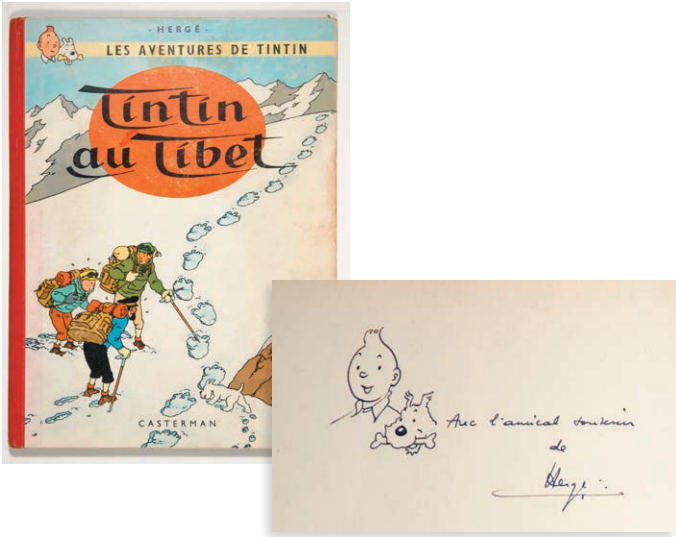 · HERGÉ ·
LES AVENTURES DE TINTIN
Tintin
au Tibet
CASTERMAN
Avec l'amical souvenir
de
Hergé